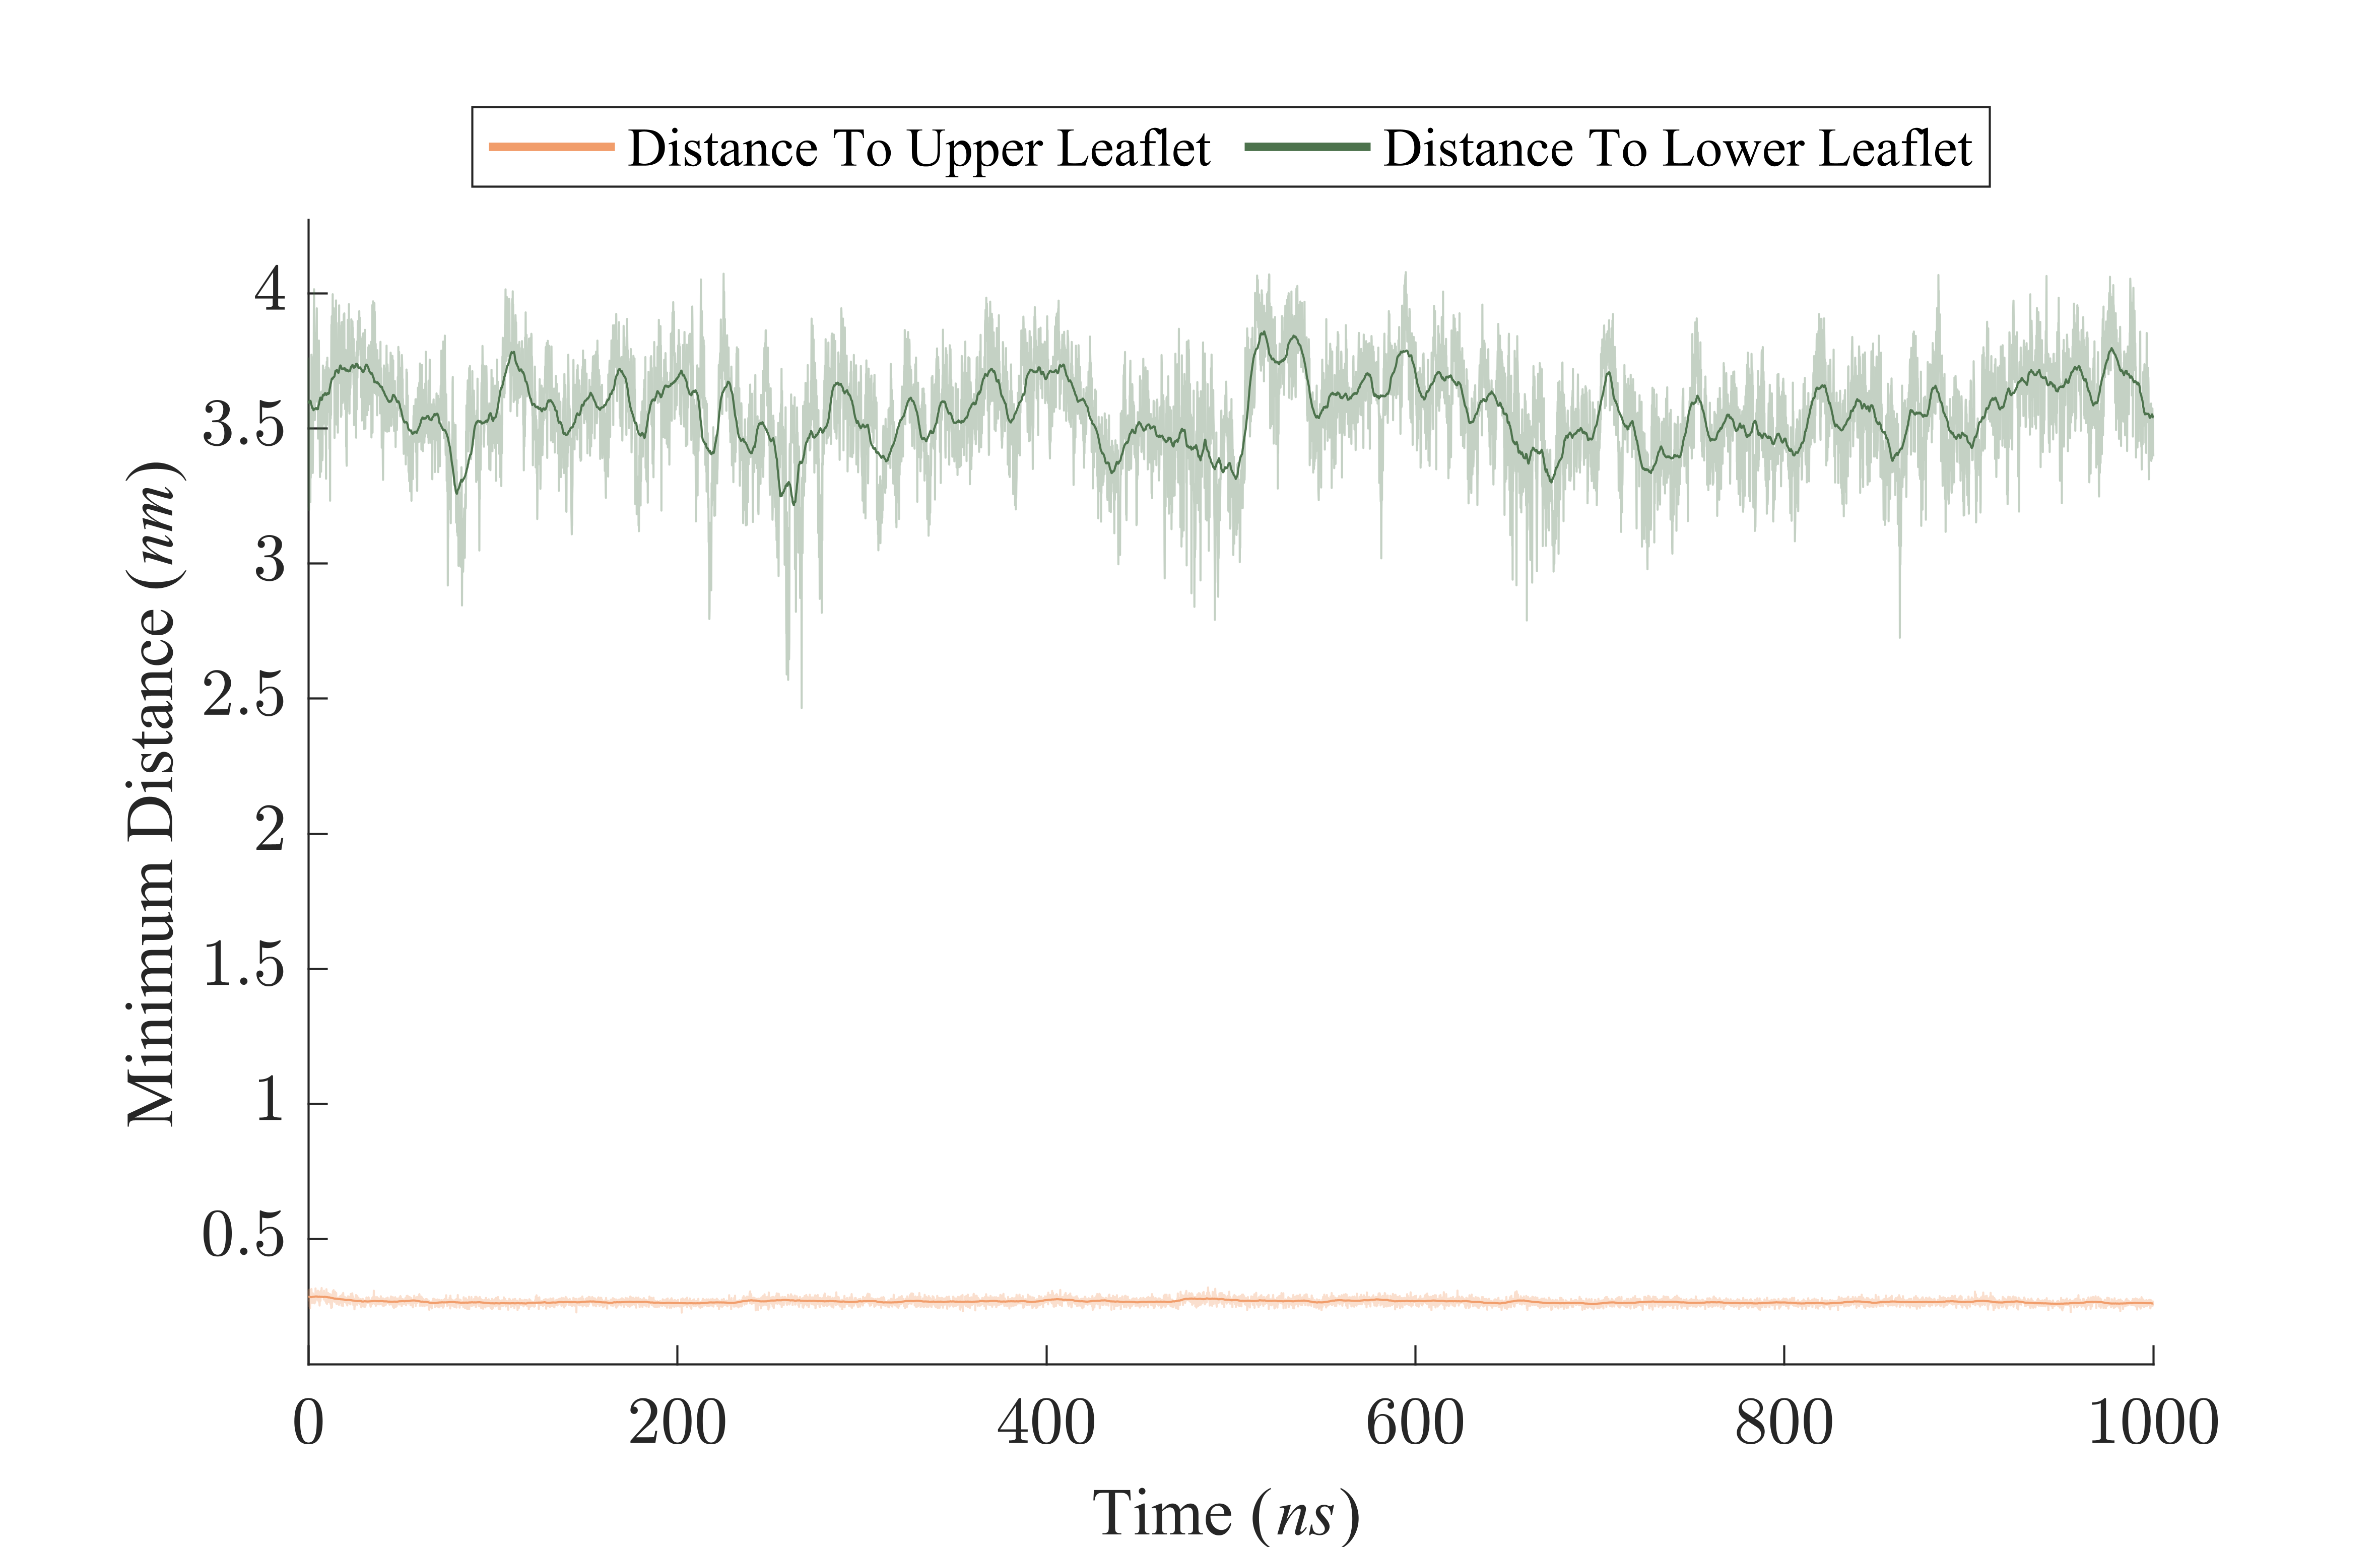 Distance To Upper Leaflet Distance To Lower Leaflet
4
3.5
3
2.5
2
1.5
1
0.5
Minimum Distance (nm)
0 200 400 600 800 1000
Time (ns)